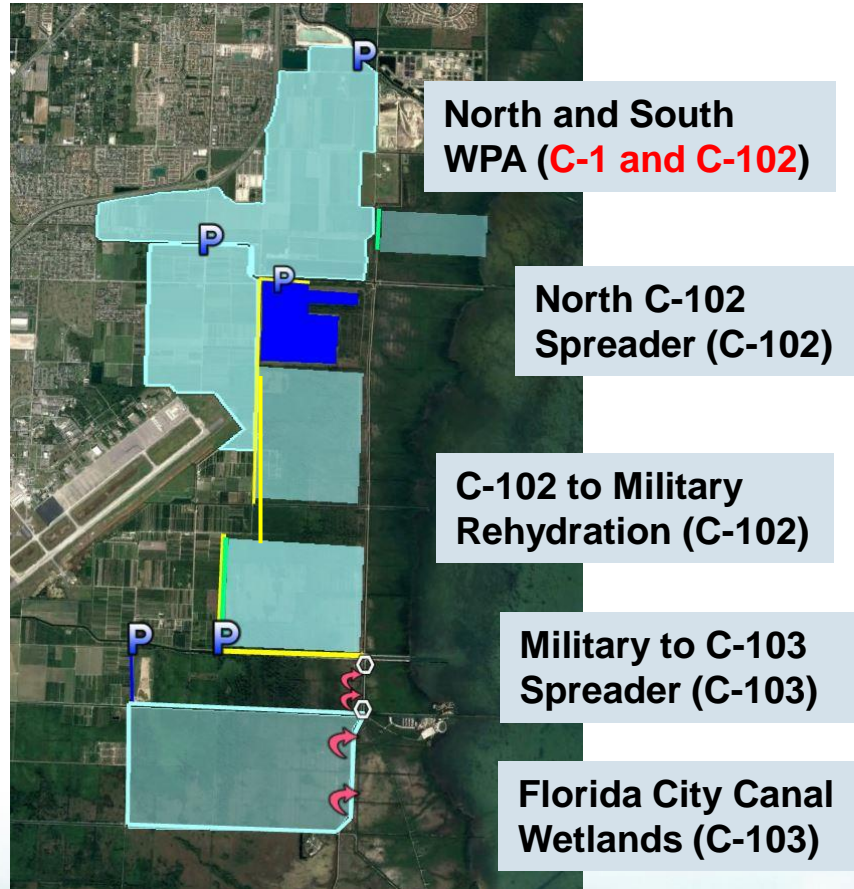 P
North and South
WPA (C-1 and C-102)
P
P
North C-102
Spreader (C-102)
C-102 to Military
Rehydration (C-102)
P
P
Military to C-103
Spreader (C-103)
Florida City Canal
Wetlands (C-103)